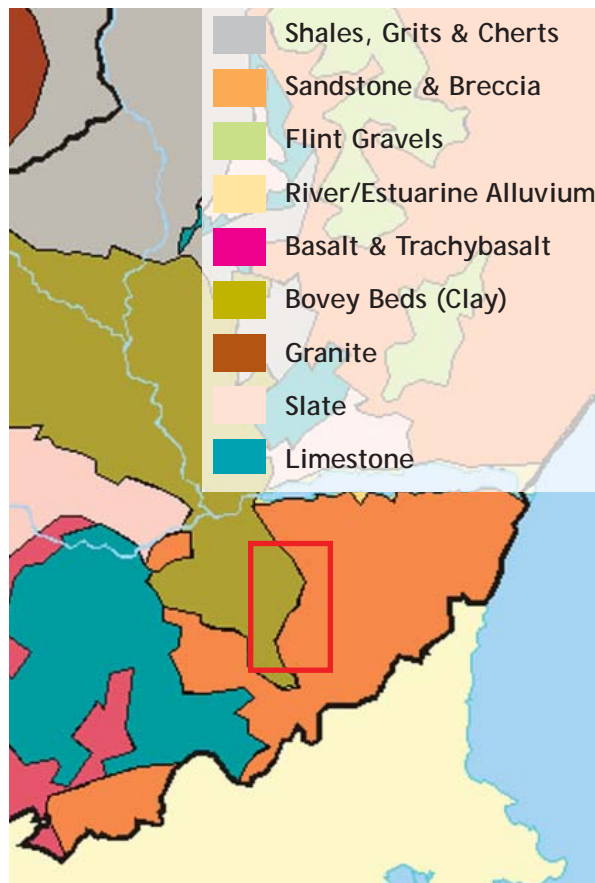 Shales, Grits & Cherts
Sandstone & Breccia
Flint Gravels
River/Estuarine Alluvium
Basalt & Trachybasalt
Bovey Beds (Clay)
Granite
Slate
Limestone